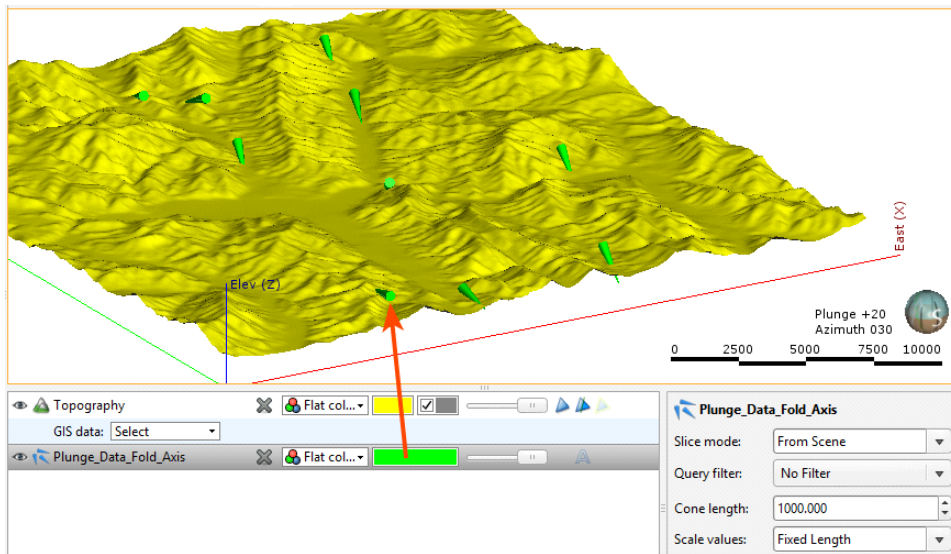 East (X)
Elev (Z)
Plunge +20
Azimuth 030
0 2500 5000 7500 10000
S
Topography
Flat col...
GIS data: Select
Plunge_Data_Fold_Axis
Flat col...
A
Plunge_Data_Fold_Axis
Slice mode: From Scene
Query filter: No Filter
Cone length: 1000.000
Scale values: Fixed Length